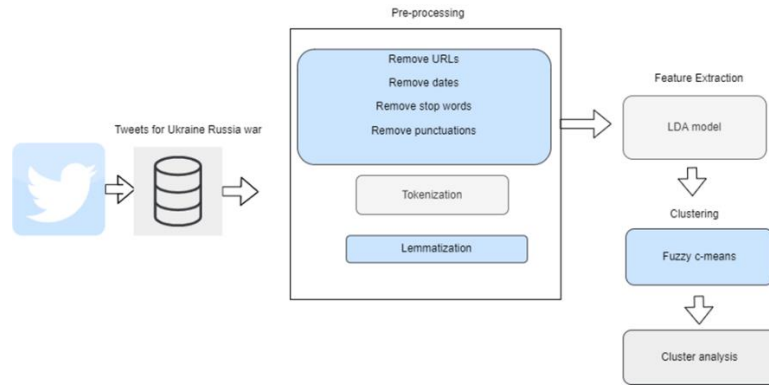 Pre-processing
Remove URLs
Remove dates
Remove stop words
Remove punctuations
Tokenization
Lemmatization
Tweets for Ukraine Russia war
Feature Extraction
LDA model
Clustering
Fuzzy c-means
Cluster analysis